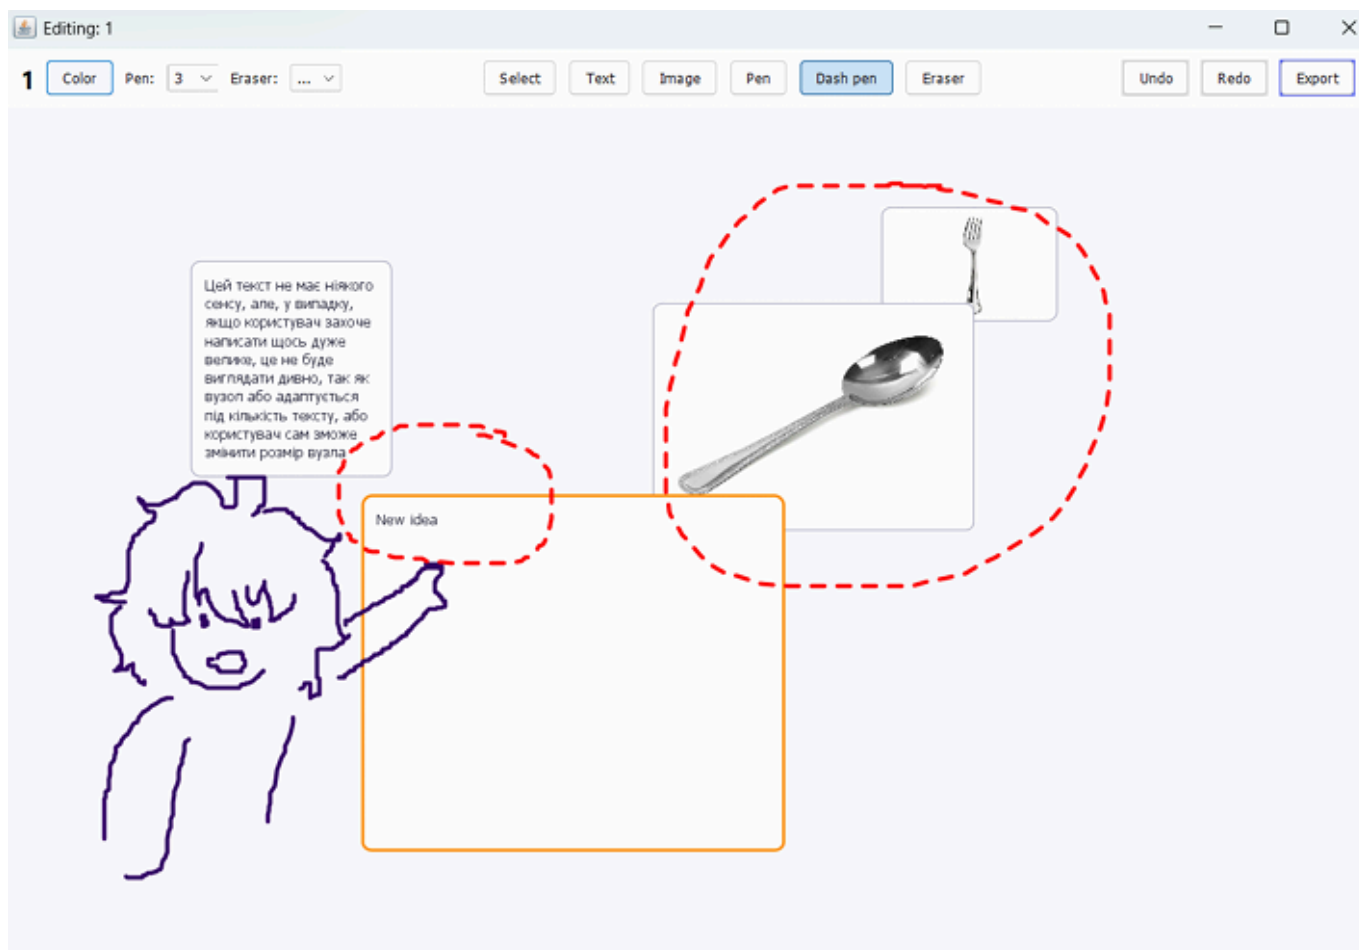 Editing: 1
1 Color Pen: 3 Eraser: ... Select Text Image Pen Dash pen Eraser Undo Redo Export
Цей текст не має ніякого
сенсу, але, у випадку,
якщо користувач захоче
написати щось дуже
велике, це не буде
виглядати дивно, так як
вузол або адаптується
під кількість тексту, або
користувач сам зможе
змінити розмір вузла
New idea